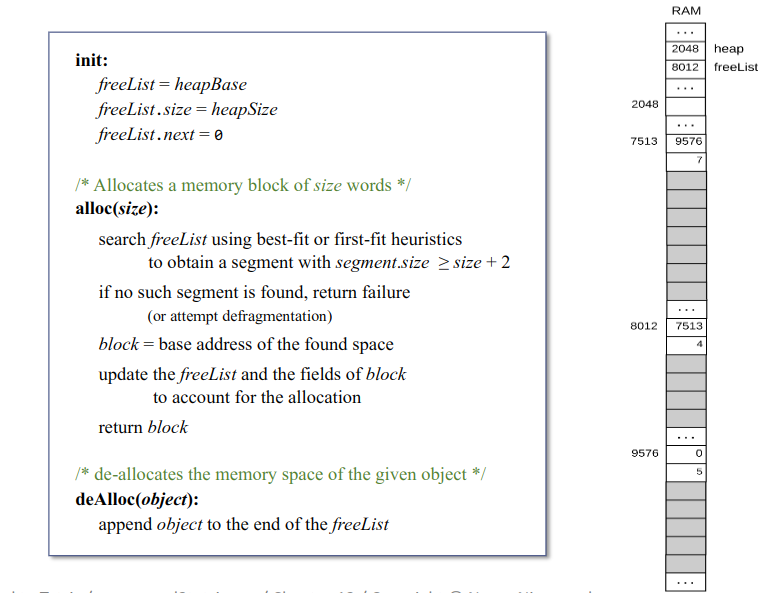 init:
freeList = heapBase
freeList.size = heapSize
freeList.next = 0
/* Allocates a memory block of size words */
alloc(size):
search freeList using best-fit or first-fit heuristics
to obtain a segment with segment.size ≥ size + 2
if no such segment is found, return failure
(or attempt defragmentation)
block = base address of the found space
update the freeList and the fields of block
to account for the allocation
return block
/* de-allocates the memory space of the given object */
deAlloc(object):
append object to the end of the freeList
RAM
...
2048 heap
8012 freeList
...
2048
...
7513 9576
7
...
8012 7513
4
...
9576 0
5
...